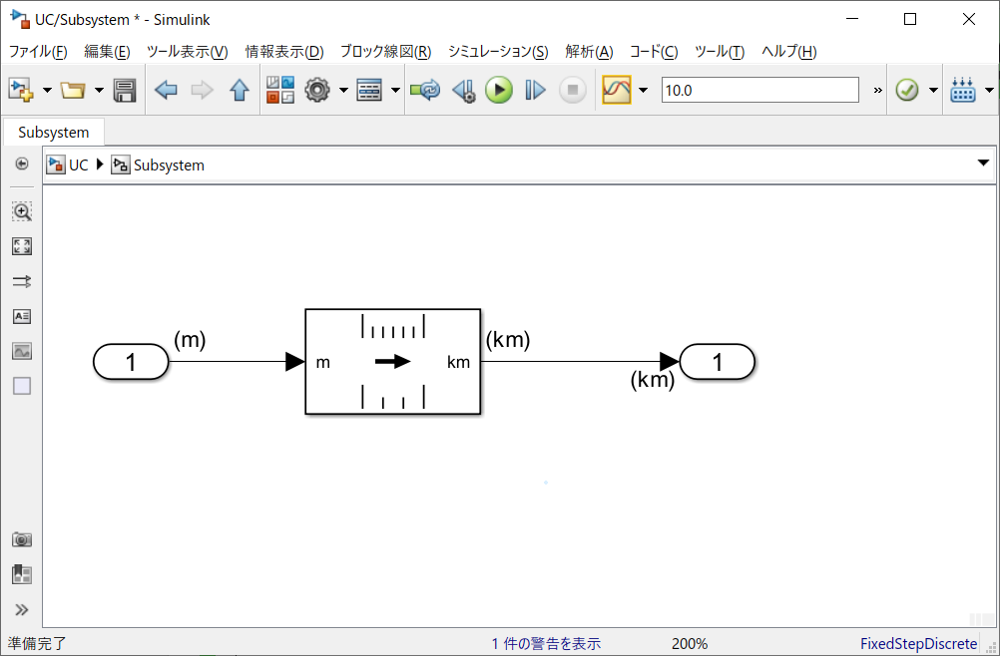 UC/Subsystem * - Simulink
ファイル(F) 編集(E) ツール表示(V) 情報表示(D) ブロック線図(R) シミュレーション(S) 解析(A) コード(C) ツール(T) ヘルプ(H)
10.0 »
Subsystem
UC Subsystem
(m) (km)
1 m km 1
(km)
準備完了 1 件の警告を表示 200% FixedStepDiscrete